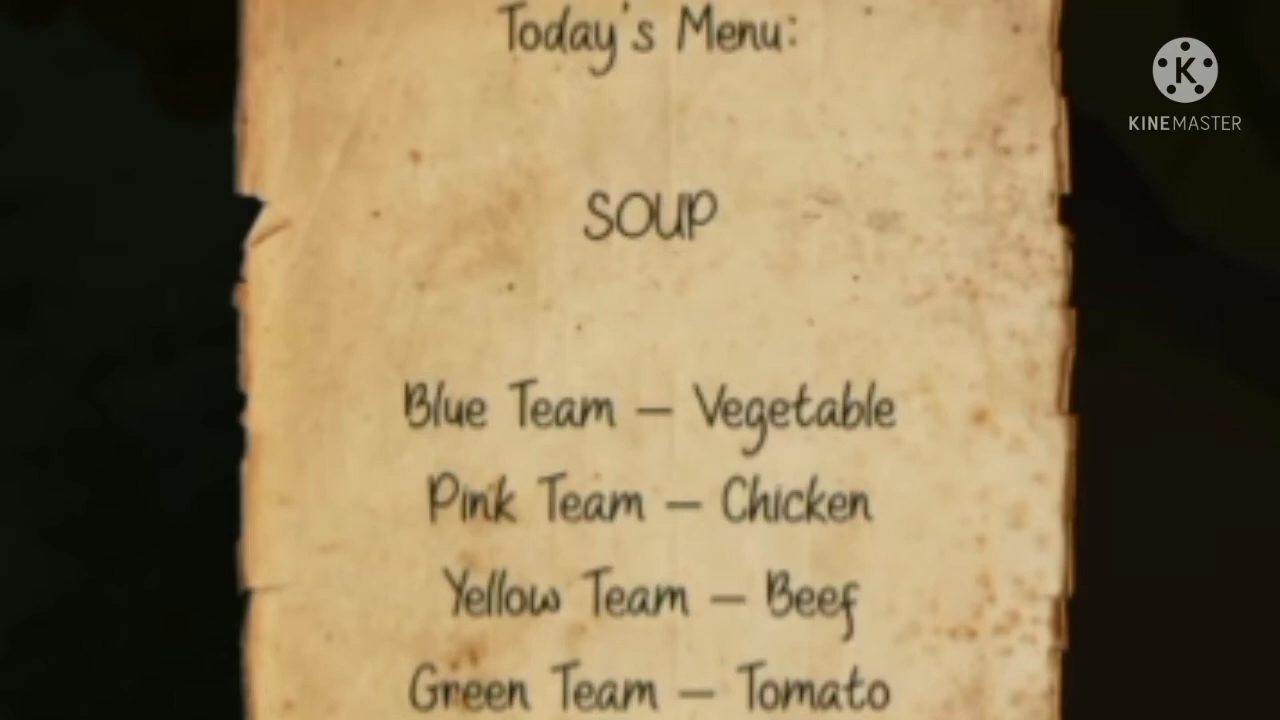 Today's Menu:
K
KINEMASTER
SOUP
Blue Team – Vegetable
Pink Team – Chicken
Yellow Team – Beef
Green Team – Tomato